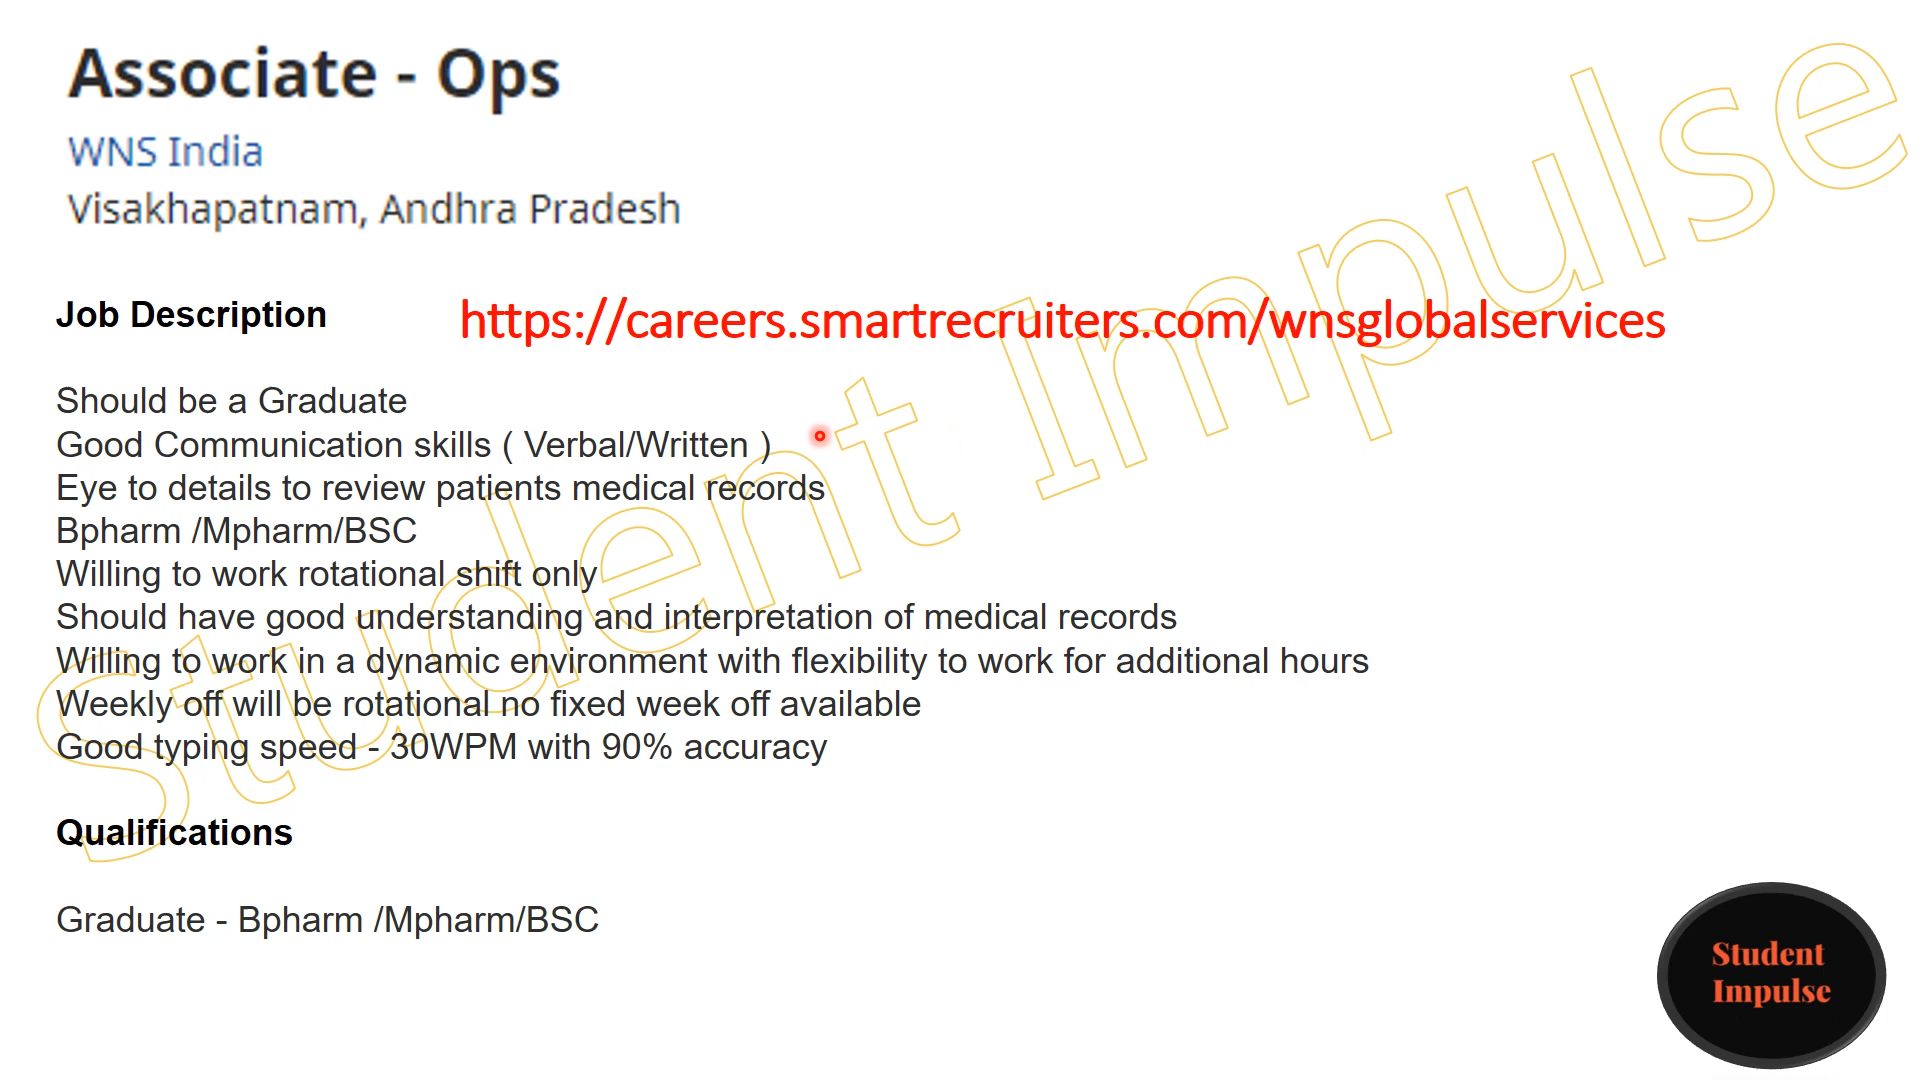 Associate - Ops
WNS India
Visakhapatnam, Andhra Pradesh
Job Description
https://careers.smartrecruiters.com/wnsglobalservices
Should be a Graduate
Good Communication skills ( Verbal/Written )
Eye to details to review patients medical records
Bpharm /Mpharm/BSC
Willing to work rotational shift only
Should have good understanding and interpretation of medical records
Willing to work in a dynamic environment with flexibility to work for additional hours
Weekly off will be rotational no fixed week off available
Good typing speed - 30WPM with 90% accuracy
Qualifications
Graduate - Bpharm /Mpharm/BSC
Student Impulse
Student
Impulse